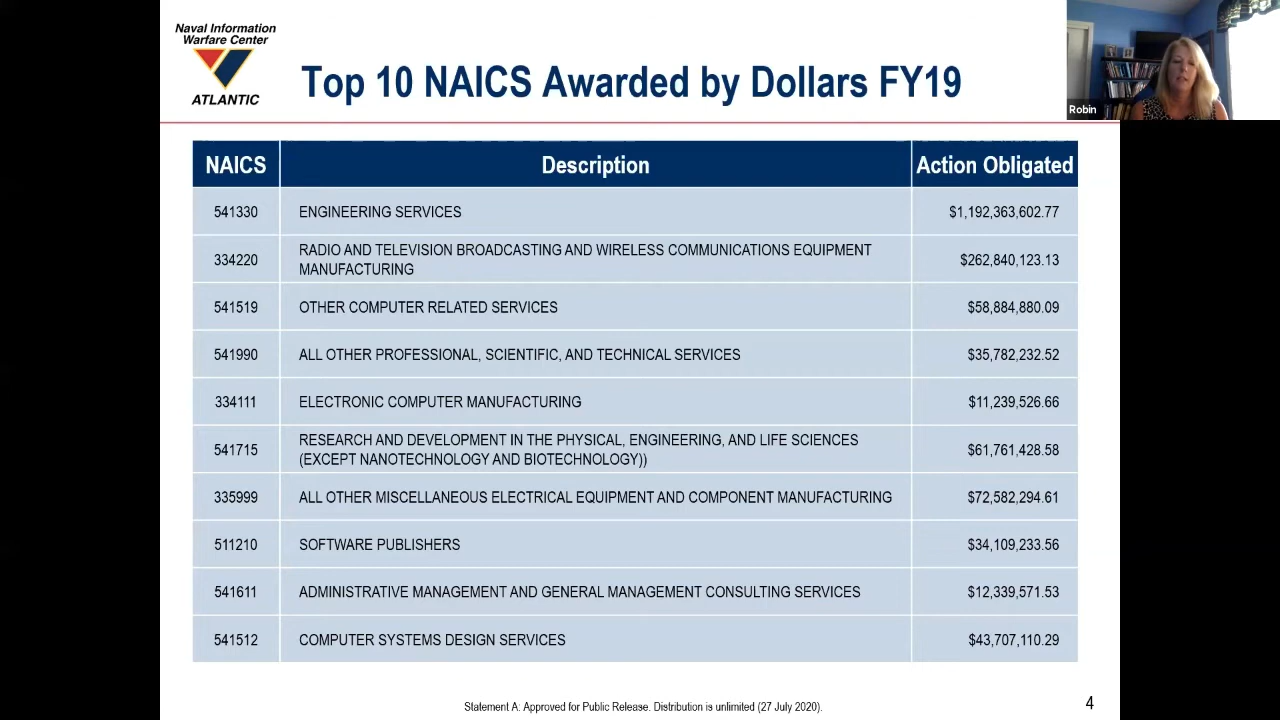 Naval Information
Warfare Center
ATLANTIC
Top 10 NAICS Awarded by Dollars FY19
Robin
NAICS Description Action Obligated
541330 ENGINEERING SERVICES $1,192,363,602.77
334220 RADIO AND TELEVISION BROADCASTING AND WIRELESS COMMUNICATIONS EQUIPMENT
MANUFACTURING $262,840,123.13
541519 OTHER COMPUTER RELATED SERVICES $58,884,880.09
541990 ALL OTHER PROFESSIONAL, SCIENTIFIC, AND TECHNICAL SERVICES $35,782,232.52
334111 ELECTRONIC COMPUTER MANUFACTURING $11,239,526.66
541715 RESEARCH AND DEVELOPMENT IN THE PHYSICAL, ENGINEERING, AND LIFE SCIENCES
(EXCEPT NANOTECHNOLOGY AND BIOTECHNOLOGY)) $61,761,428.58
335999 ALL OTHER MISCELLANEOUS ELECTRICAL EQUIPMENT AND COMPONENT MANUFACTURING $72,582,294.61
511210 SOFTWARE PUBLISHERS $34,109,233.56
541611 ADMINISTRATIVE MANAGEMENT AND GENERAL MANAGEMENT CONSULTING SERVICES $12,339,571.53
541512 COMPUTER SYSTEMS DESIGN SERVICES $43,707,110.29
Statement A: Approved for Public Release. Distribution is unlimited (27 July 2020).
4